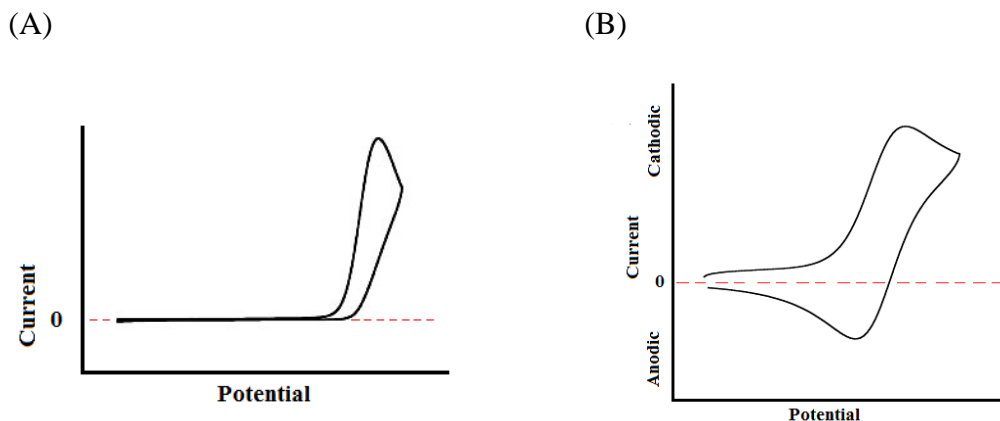 (A)
(B)
Current
0
Potential
Cathodic
Current
0
Anodic
Potential